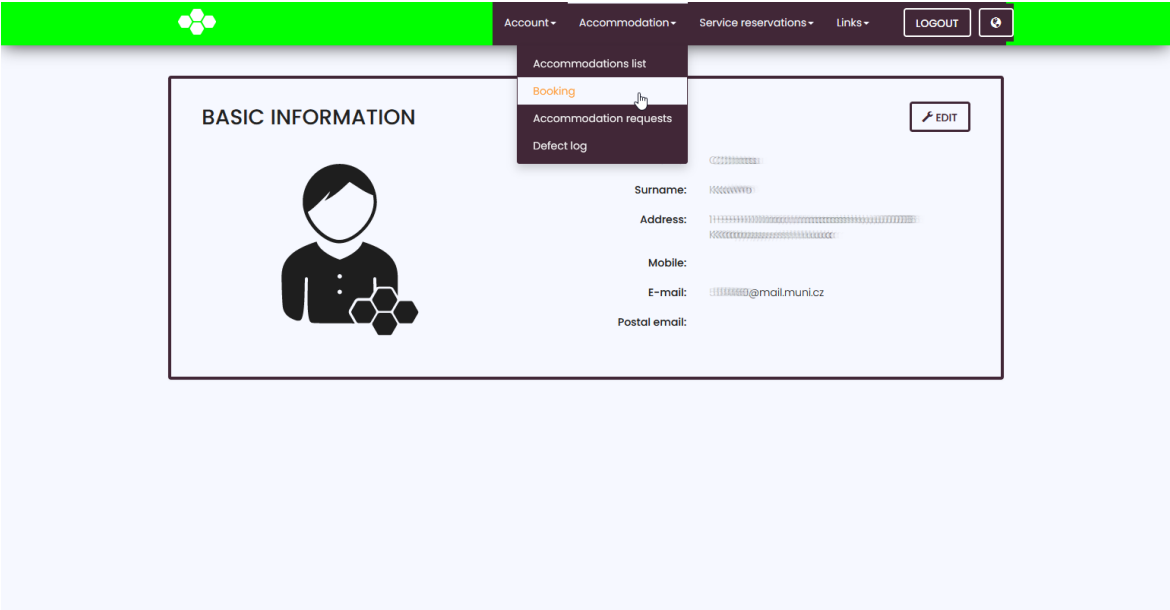 Account Accommodation Service reservations Links LOGOUT
Accommodations list
Booking
Accommodation requests
Defect log
BASIC INFORMATION
EDIT
Surname:
Address:
Mobile:
E-mail: @mail.muni.cz
Postal email: